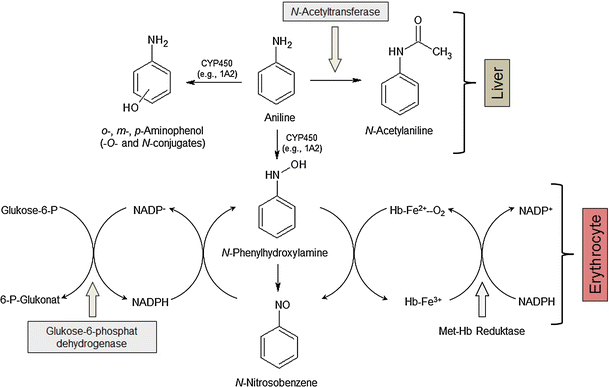 N-Acetyltransferase
NH₂
CYP450
(e.g., 1A2)
HO
o-, m-, p-Aminophenol
(-O- and N-conjugates)
NH₂
Aniline
O
HN
CH₃
N-Acetylaniline
Liver
CYP450
(e.g., 1A2)
HN
OH
N-Phenylhydroxylamine
Glukose-6-P
NADP-
Hb-Fe²⁺--O₂
NADP⁺
6-P-Glukonat
NADPH
Hb-Fe³⁺
NADPH
Erythrocyte
Glukose-6-phosphat
dehydrogenase
Met-Hb Reduktase
NO
N-Nitrosobenzene